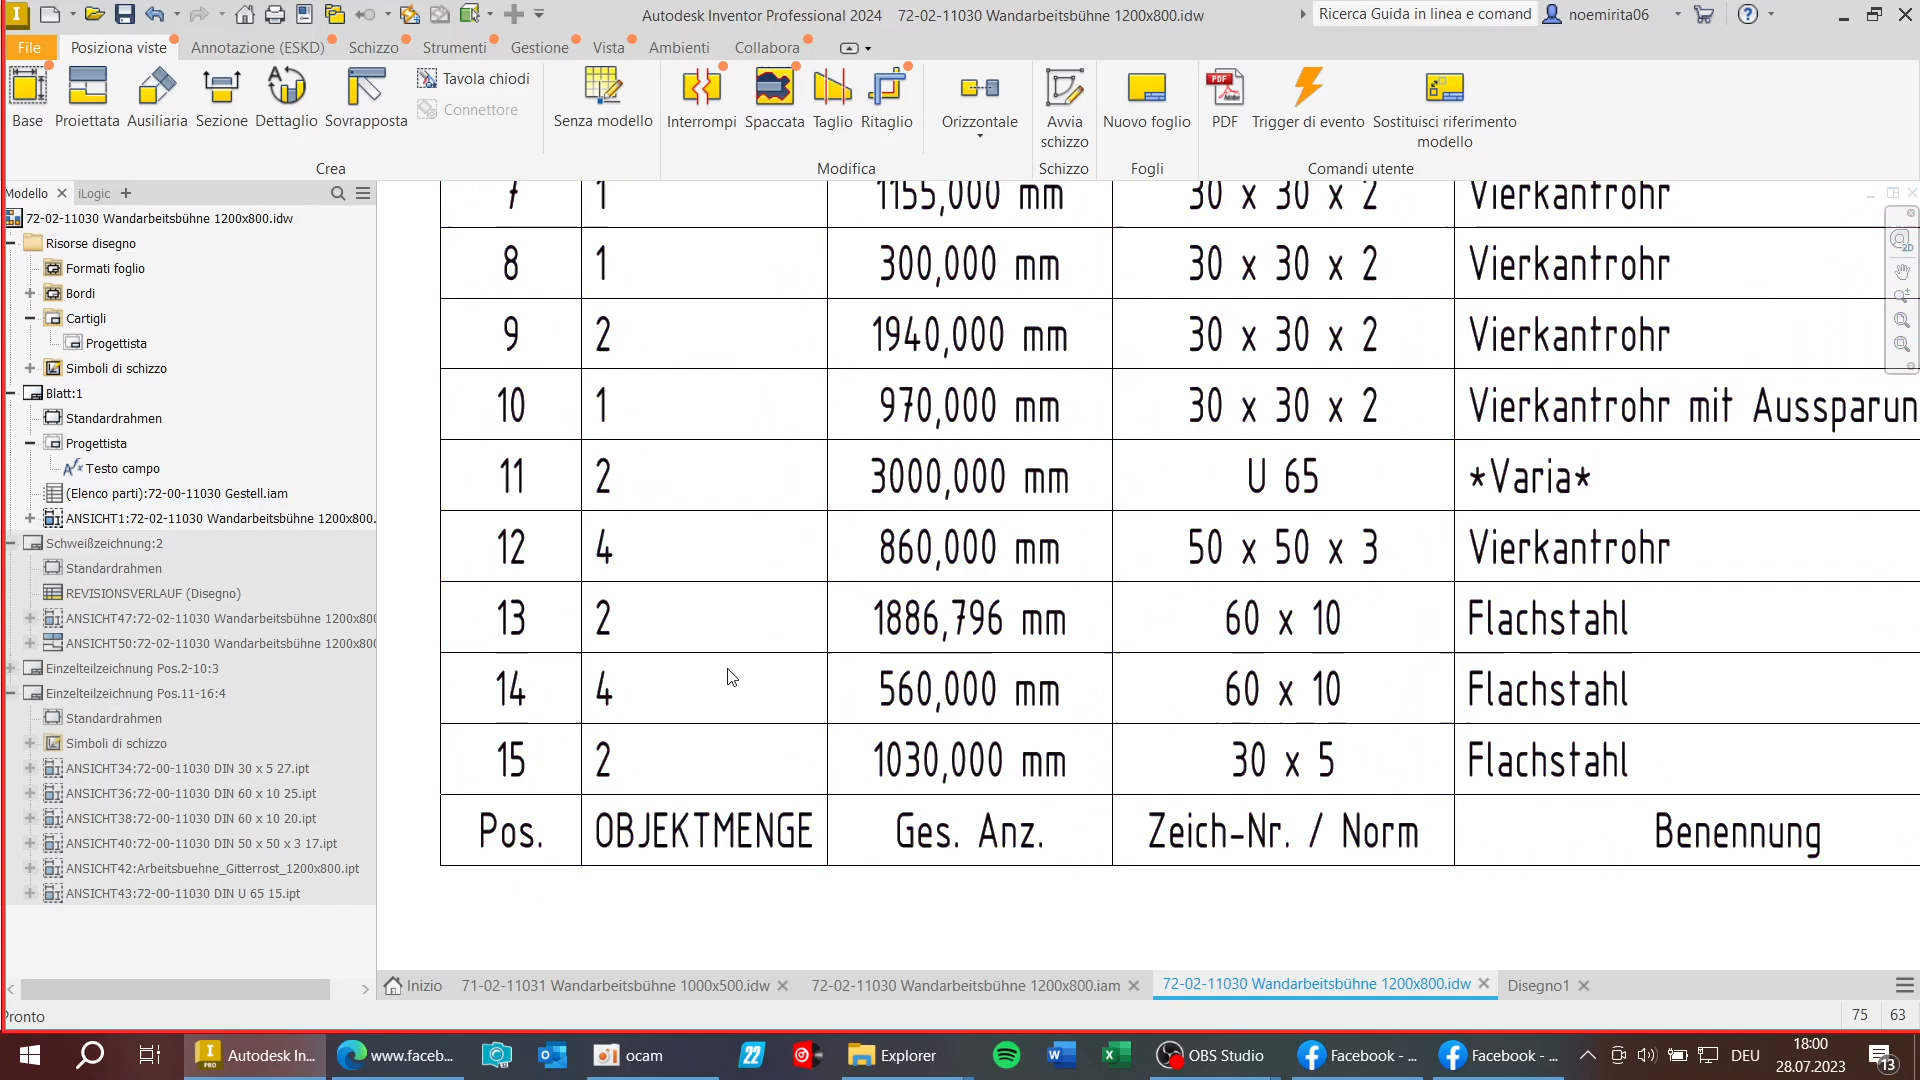 Autodesk Inventor Professional 2024 72-02-11030 Wandarbeitsbühne 1200x800.idw
Ricerca Guida in linea e comand
noemirita06
File Posiziona viste Annotazione (ESKD) Schizzo Strumenti Gestione Vista Ambienti Collabora
Base
Proiettata
Ausiliaria
Sezione
Dettaglio
Sovrapposta
Tavola chiodi
Connettore
Senza modello
Interrompi
Spaccata
Taglio
Ritaglio
Orizzontale
Avvia
schizzo
Nuovo foglio
PDF
Trigger di evento
Sostituisci riferimento
modello
Crea
Modifica
Schizzo
Fogli
Comandi utente
Modello
iLogic
72-02-11030 Wandarbeitsbühne 1200x800.idw
Risorse disegno
Formati foglio
Bordi
Cartigli
Progettista
Simboli di schizzo
Blatt:1
Standardrahmen
Progettista
Testo campo
(Elenco parti):72-00-11030 Gestell.iam
ANSICHT1:72-02-11030 Wandarbeitsbühne 1200x800.
Schweißzeichnung:2
Standardrahmen
REVISIONSVERLAUF (Disegno)
ANSICHT47:72-02-11030 Wandarbeitsbühne 1200x800
ANSICHT50:72-02-11030 Wandarbeitsbühne 1200x800
Einzelteilzeichnung Pos.2-10:3
Einzelteilzeichnung Pos.11-16:4
Standardrahmen
Simboli di schizzo
ANSICHT34:72-00-11030 DIN 30 x 5 27.ipt
ANSICHT36:72-00-11030 DIN 60 x 10 25.ipt
ANSICHT38:72-00-11030 DIN 60 x 10 20.ipt
ANSICHT40:72-00-11030 DIN 50 x 50 x 3 17.ipt
ANSICHT42:Arbeitsbuehne_Gitterrost_1200x800.ipt
ANSICHT43:72-00-11030 DIN U 65 15.ipt
7 1 1155,000 mm 30 x 30 x 2 Vierkantrohr
8 1 300,000 mm 30 x 30 x 2 Vierkantrohr
9 2 1940,000 mm 30 x 30 x 2 Vierkantrohr
10 1 970,000 mm 30 x 30 x 2 Vierkantrohr mit Aussparun
11 2 3000,000 mm U 65 *Varia*
12 4 860,000 mm 50 x 50 x 3 Vierkantrohr
13 2 1886,796 mm 60 x 10 Flachstahl
14 4 560,000 mm 60 x 10 Flachstahl
15 2 1030,000 mm 30 x 5 Flachstahl
Pos. OBJEKTMENGE Ges. Anz. Zeich-Nr. / Norm Benennung
Inizio 71-02-11031 Wandarbeitsbühne 1000x500.idw 72-02-11030 Wandarbeitsbühne 1200x800.iam 72-02-11030 Wandarbeitsbühne 1200x800.idw Disegno1
Pronto
75 63
Autodesk In...
www.faceb...
ocam
22
Explorer
OBS Studio
Facebook - ...
Facebook - ...
DEU
18:00
28.07.2023
13